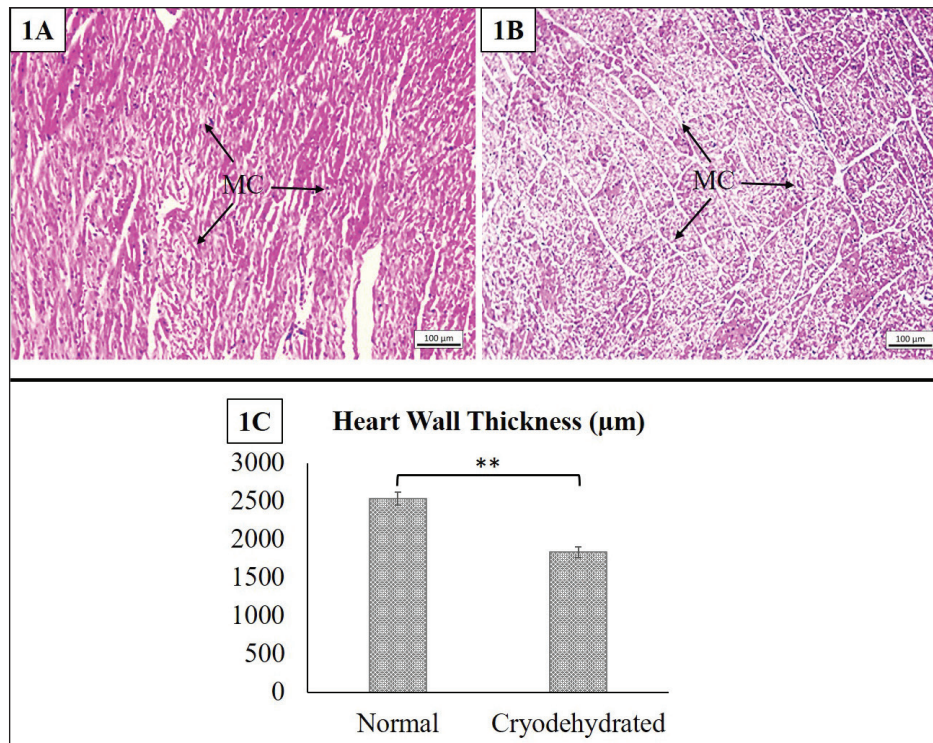 1A
1B
MC
MC
100 µm
100 µm
1C
Heart Wall Thickness (µm)
**
3000
2500
2000
1500
1000
500
0
Normal
Cryodehydrated